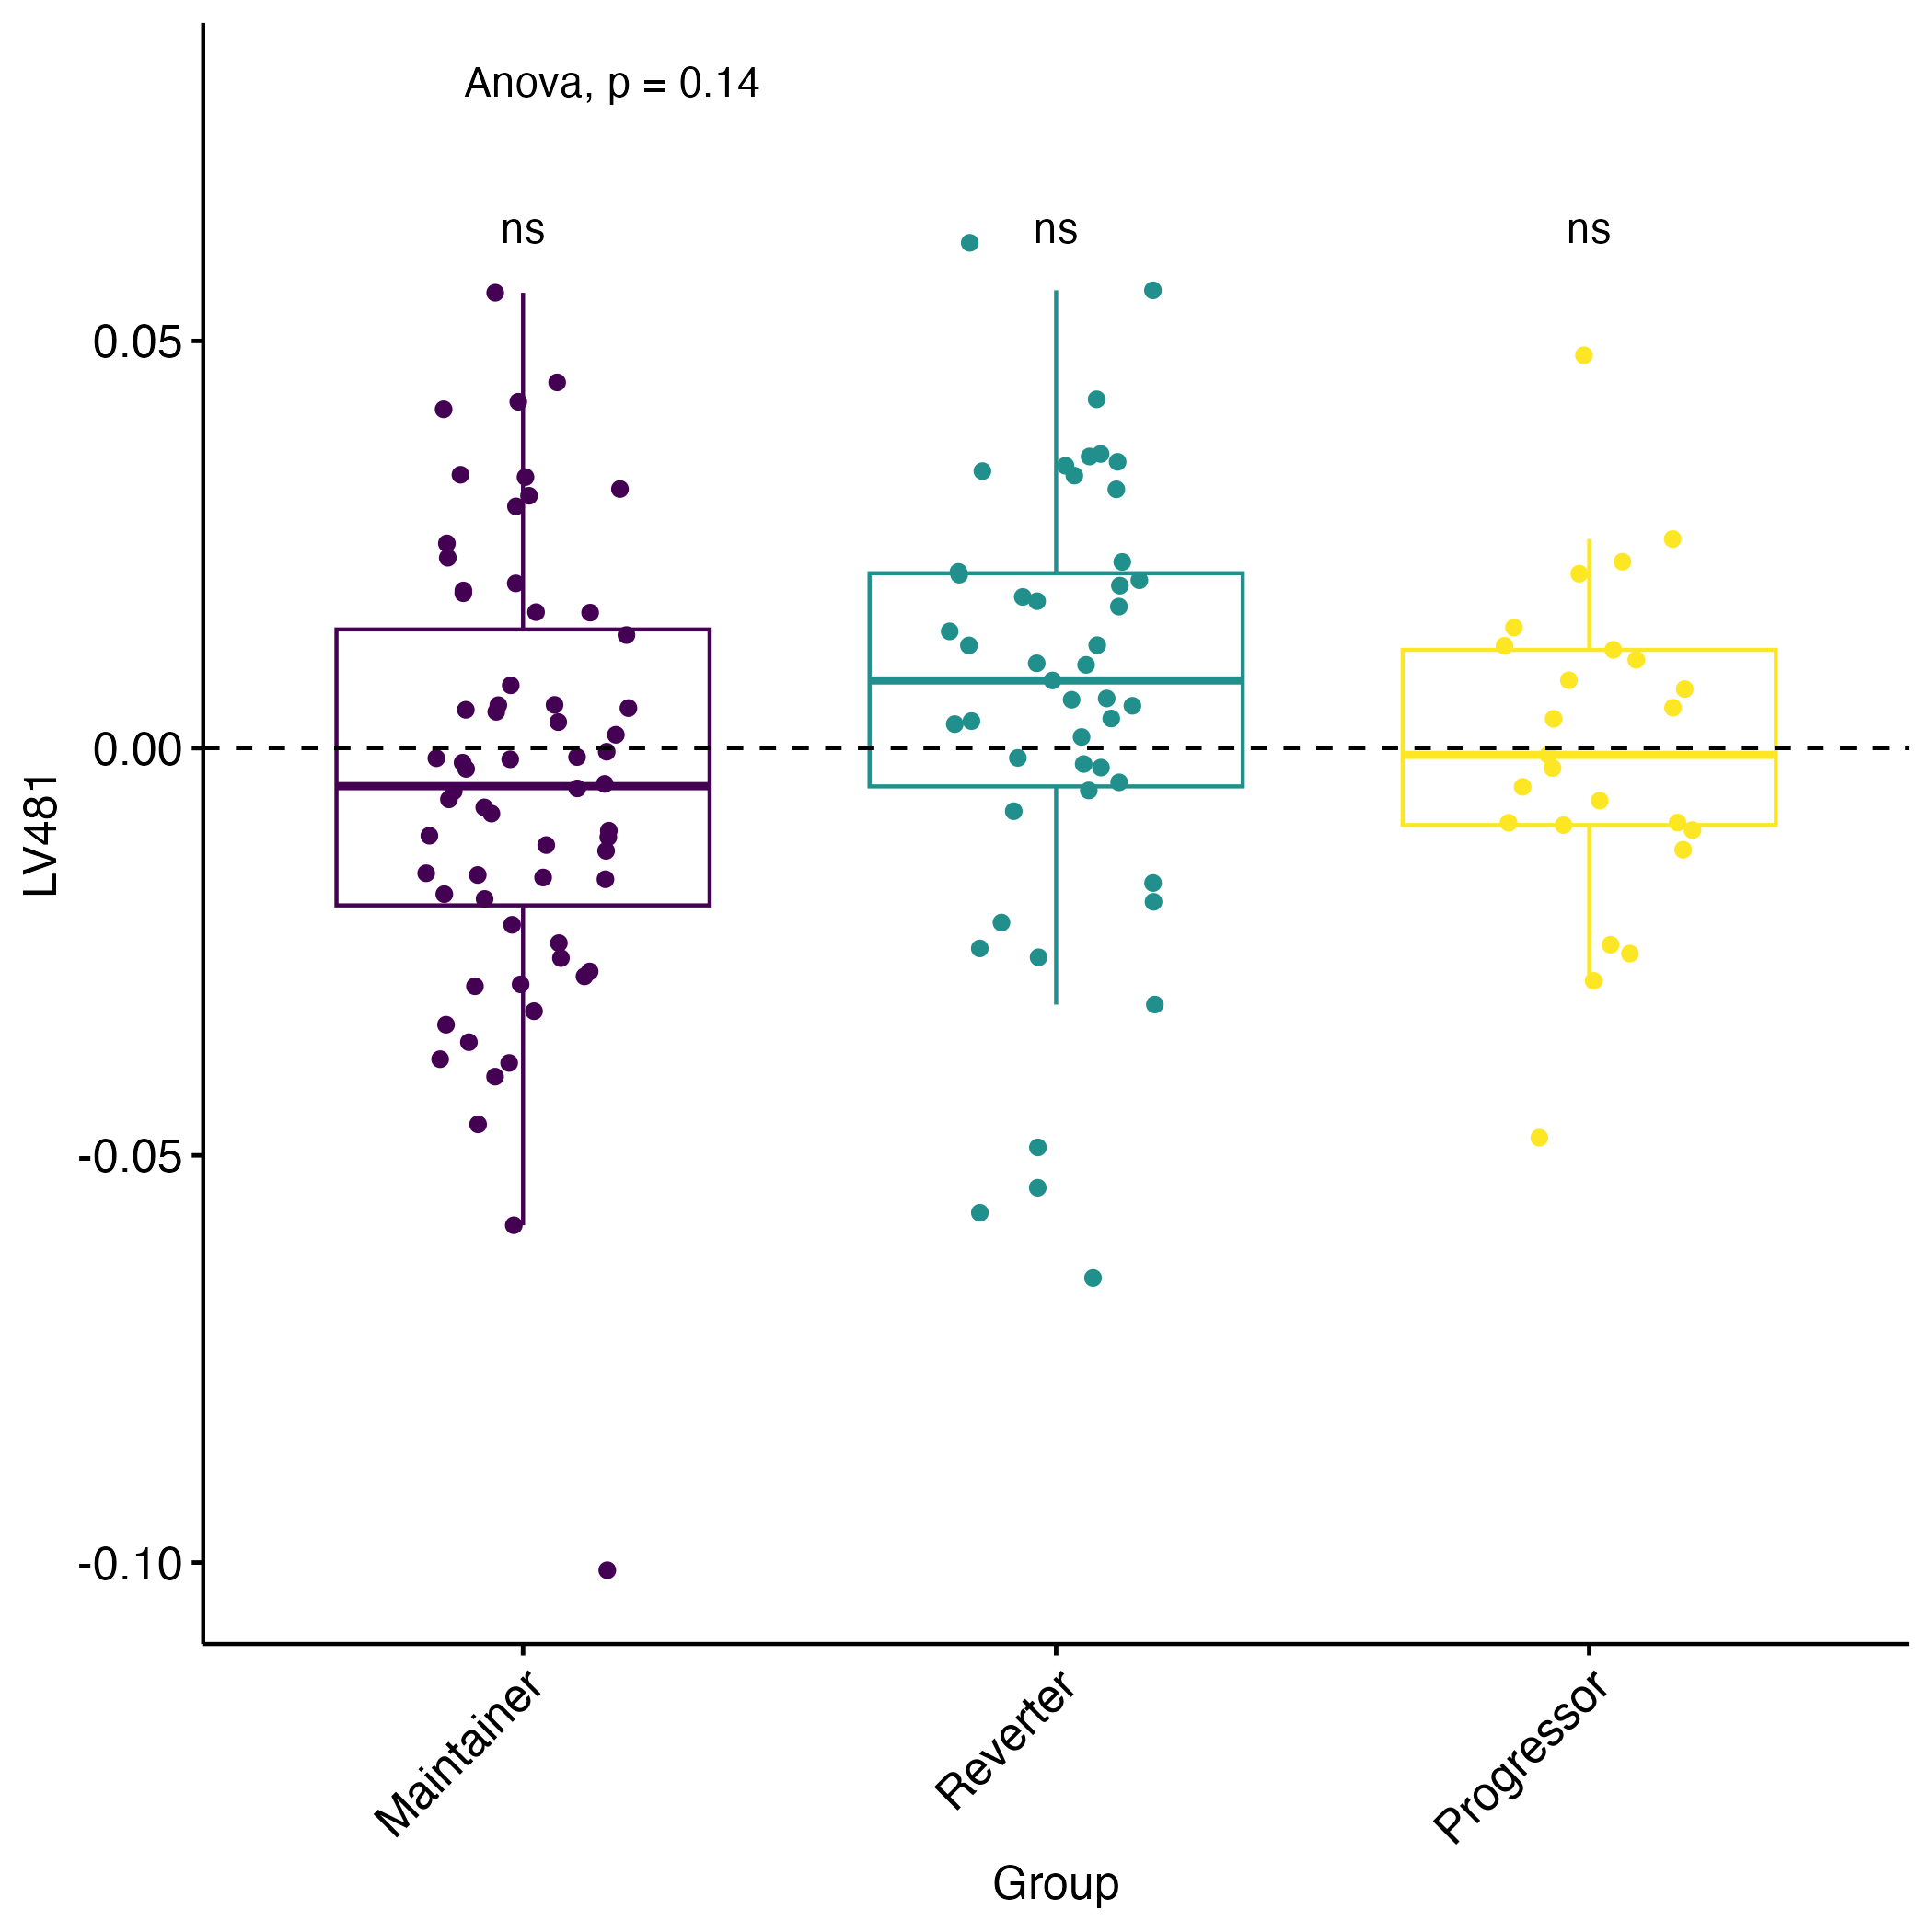 Anova, p = 0.14
ns ns ns
0.05
0.00
-0.05
-0.10
LV481
Maintainer
Reverter
Progressor
Group